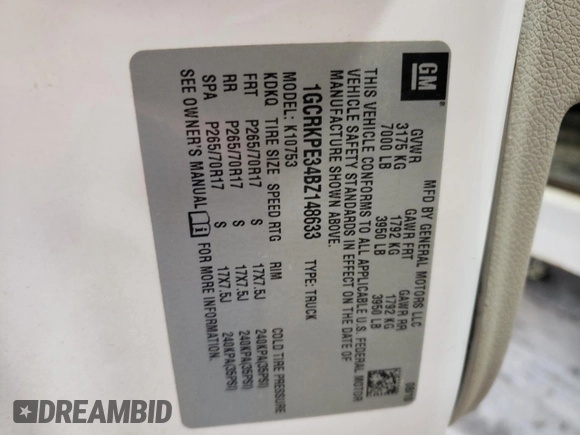 GM
MFD BY GENERAL MOTORS LLC
GVWR GAWR FRT GAWR RR
3175 KG 1792 KG 1792 KG
7000 LB 3950 LB 3950 LB
THIS VEHICLE CONFORMS TO ALL APPLICABLE U.S. FEDERAL MOTOR
VEHICLE SAFETY STANDARDS IN EFFECT ON THE DATE OF
MANUFACTURE SHOWN ABOVE.
1GCRKPE34BZ148633 TYPE: TRUCK
MODEL: K10753
KDKQ TIRE SIZE SPEED RTG RIM COLD TIRE PRESSURE
FRT P265/70R17 S 17X7.5J 240KPA(35PSI)
RR P265/70R17 S 17X7.5J 240KPA(35PSI)
SPA P265/70R17 S 17X7.5J 240KPA(35PSI)
SEE OWNER'S MANUAL FOR MORE INFORMATION.
DREAMBID